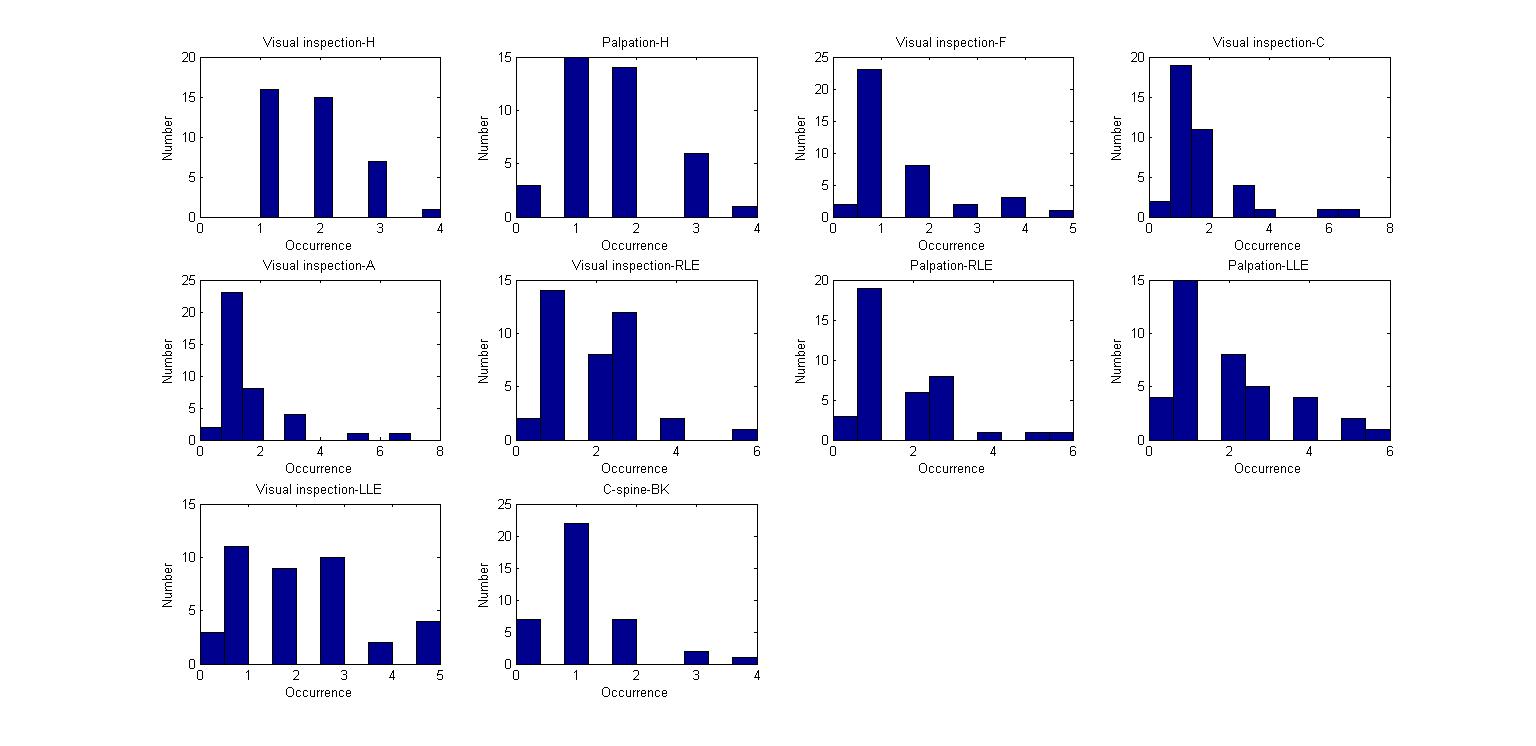 Visual inspection-H
20
15
10
5
0
Number
0 1 2 3 4
Occurrence
Palpation-H
15
10
5
0
Number
0 1 2 3 4
Occurrence
Visual inspection-F
25
20
15
10
5
0
Number
0 1 2 3 4 5
Occurrence
Visual inspection-C
20
15
10
5
0
Number
0 2 4 6 8
Occurrence
Visual inspection-A
25
20
15
10
5
0
Number
0 2 4 6 8
Occurrence
Visual inspection-RLE
15
10
5
0
Number
0 2 4 6
Occurrence
Palpation-RLE
20
15
10
5
0
Number
0 2 4 6
Occurrence
Palpation-LLE
15
10
5
0
Number
0 2 4 6
Occurrence
Visual inspection-LLE
15
10
5
0
Number
0 1 2 3 4 5
Occurrence
C-spine-BK
25
20
15
10
5
0
Number
0 1 2 3 4
Occurrence